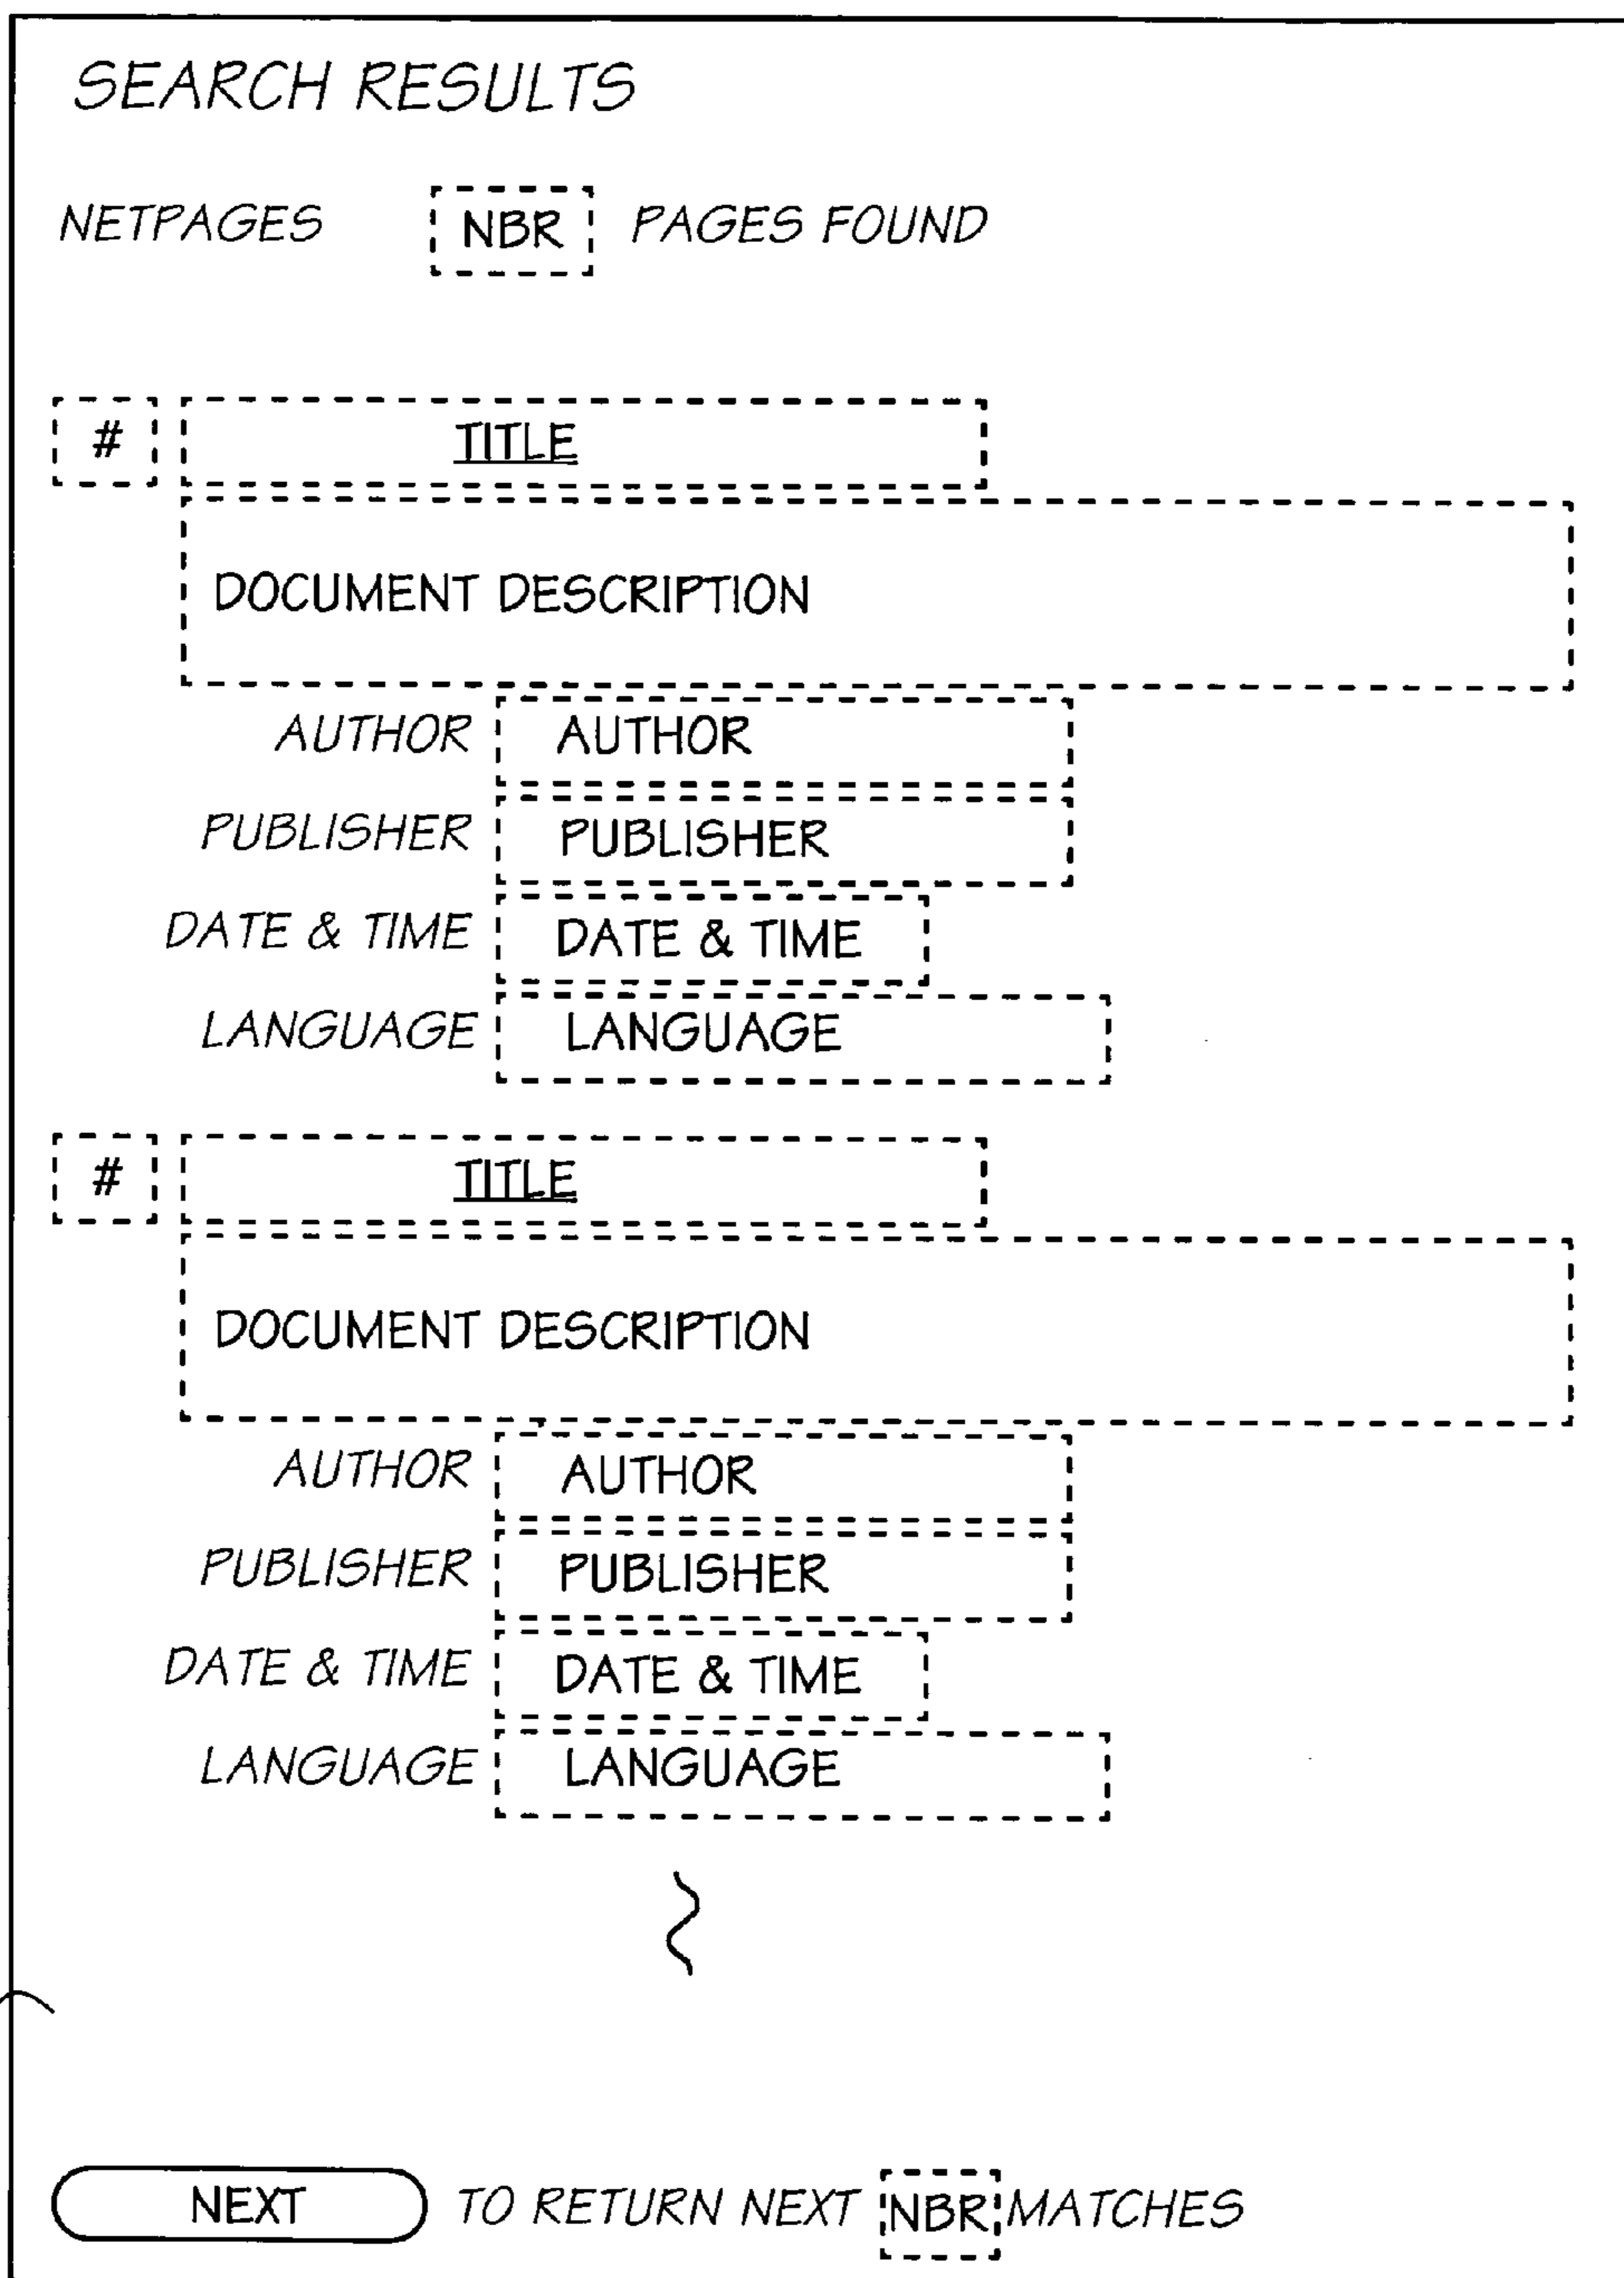 SEARCH RESULTS
NETPAGES NBR PAGES FOUND
# TITLE
DOCUMENT DESCRIPTION
AUTHOR AUTHOR
PUBLISHER PUBLISHER
DATE & TIME DATE & TIME
LANGUAGE LANGUAGE
# TITLE
DOCUMENT DESCRIPTION
AUTHOR AUTHOR
PUBLISHER PUBLISHER
DATE & TIME DATE & TIME
LANGUAGE LANGUAGE
NEXT TO RETURN NEXT NBR MATCHES